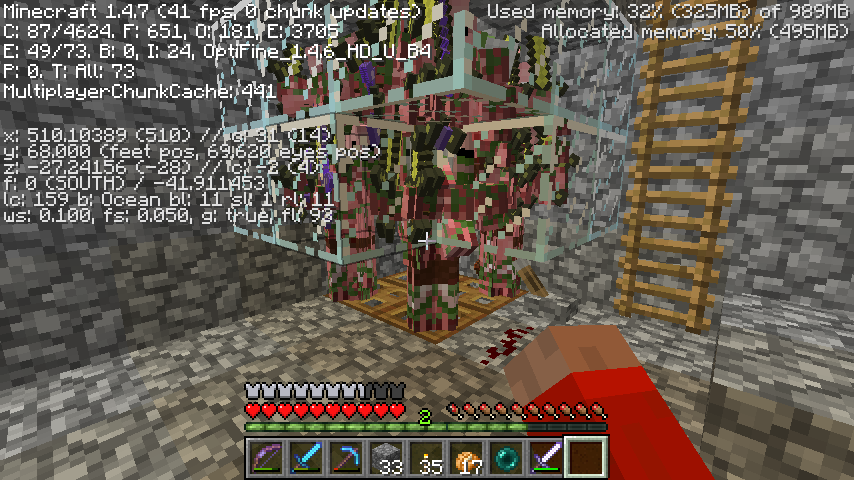 Minecraft 1.4.7 (41 fps, 0 chunk updates)
C: 87/4624, F: 651, O: 181, E: 3705
E: 49/73, B: 0, I: 24, OptiFine_1.4.6_HD_U_B4
P: 0, T: All: 73
MultiplayerChunkCache: 441
x: 510.10389 (510) // c: 31 (14)
y: 68.000 (feet pos, 69.620 eyes pos)
z: -27.24156 (-28) // c: -2 (4)
f: 0 (SOUTH) / -41.911453
lc: 159 b: Ocean bl: 11 sl: 1 rl: 11
ws: 0.100, fs: 0.050, g: true, fl: 93
Used memory: 32% (325MB) of 989MB
Allocated memory: 50% (495MB)
2
33
35
17